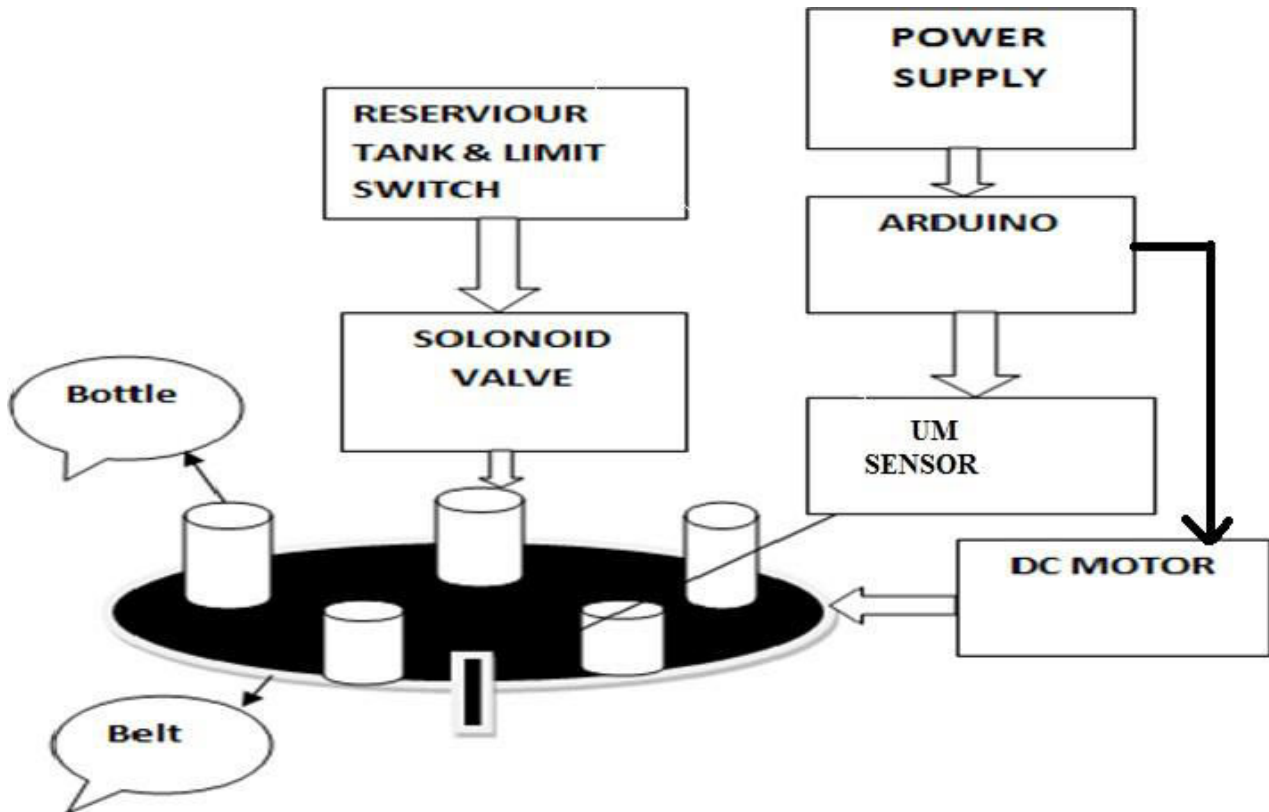 POWER
SUPPLY
RESERVIOUR
TANK & LIMIT
SWITCH
ARDUINO
SOLONOID
VALVE
Bottle
UM
SENSOR
DC MOTOR
Belt